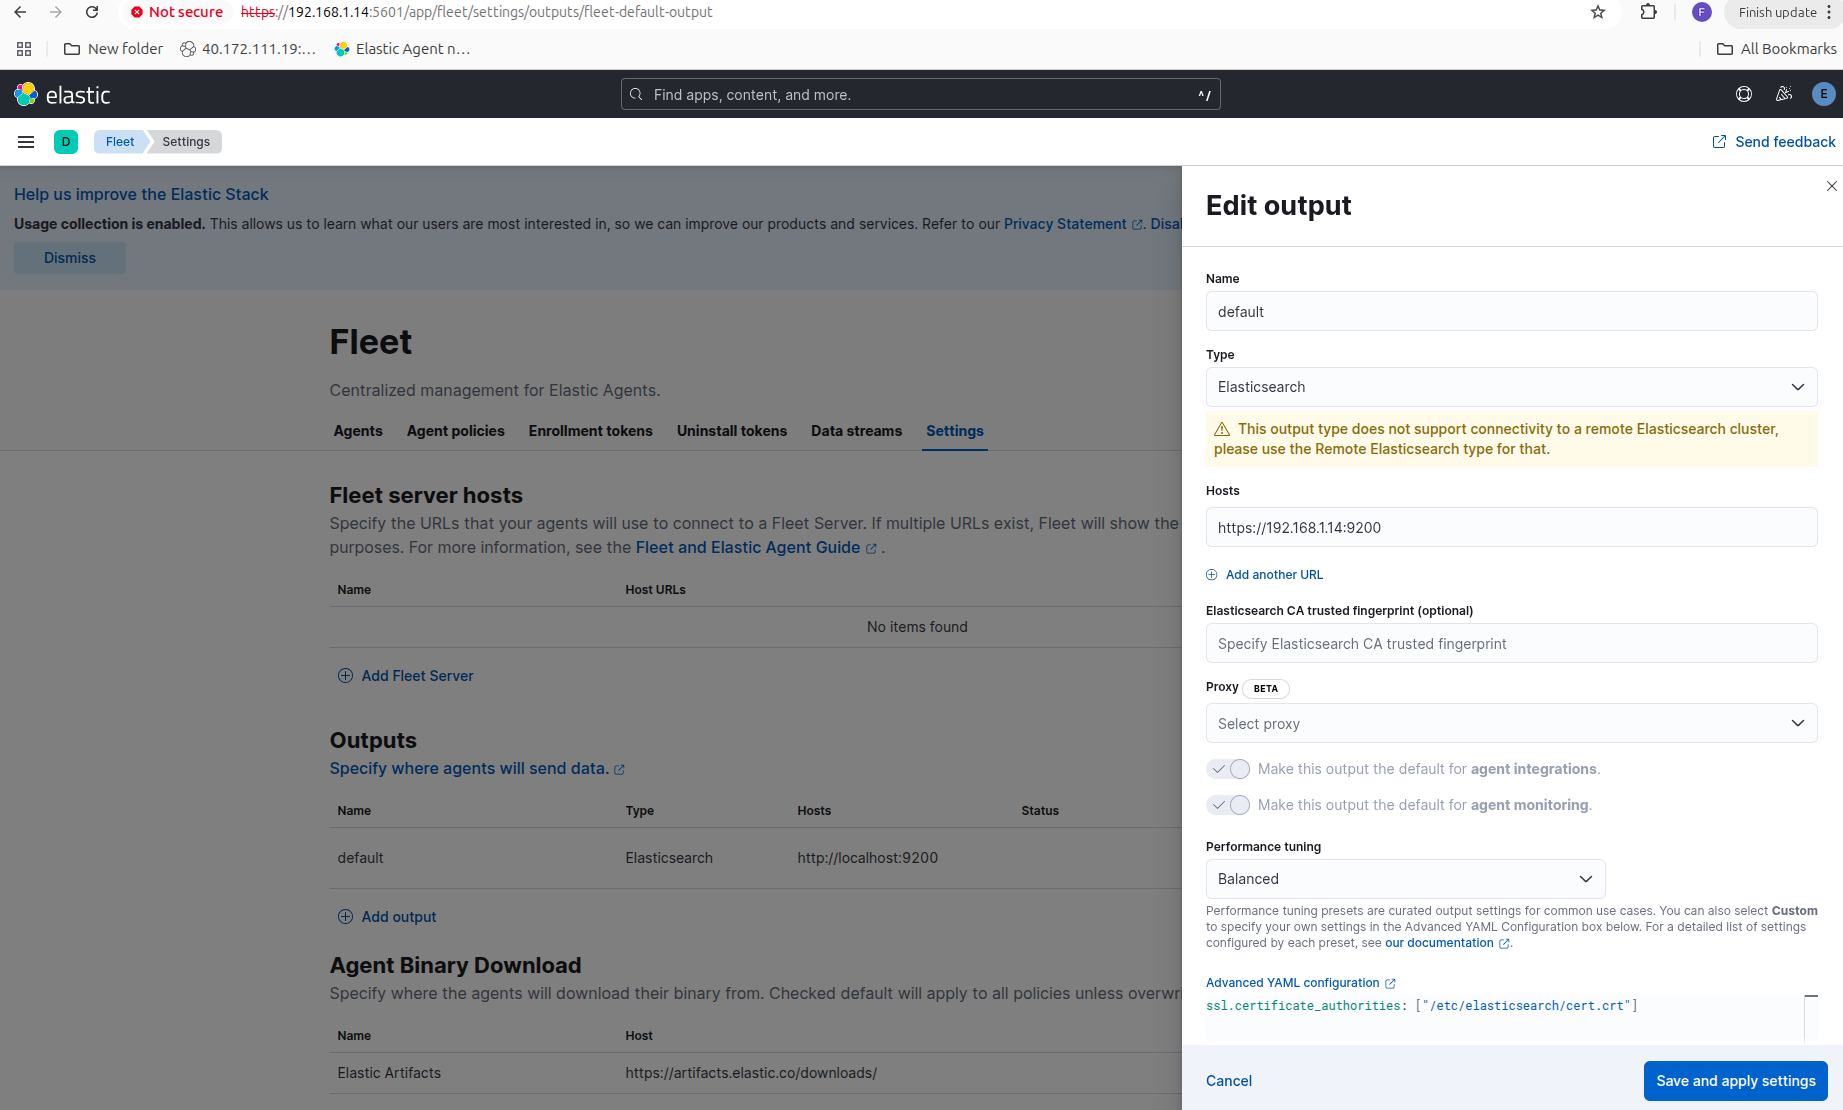 Not secure
https://192.168.1.14:5601/app/fleet/settings/outputs/fleet-default-output
F
Finish update
New folder
40.172.111.19:...
Elastic Agent n...
All Bookmarks
elastic
Find apps, content, and more.
^/
E
D
Fleet
Settings
Send feedback
Help us improve the Elastic Stack
Usage collection is enabled. This allows us to learn what our users are most interested in, so we can improve our products and services. Refer to our Privacy Statement. Disal
Dismiss
Fleet
Centralized management for Elastic Agents.
Agents
Agent policies
Enrollment tokens
Uninstall tokens
Data streams
Settings
Fleet server hosts
Specify the URLs that your agents will use to connect to a Fleet Server. If multiple URLs exist, Fleet will show the
purposes. For more information, see the Fleet and Elastic Agent Guide .
Name
Host URLs
No items found
Add Fleet Server
Outputs
Specify where agents will send data.
Name
Type
Hosts
Status
default
Elasticsearch
http://localhost:9200
Add output
Agent Binary Download
Specify where the agents will download their binary from. Checked default will apply to all policies unless overwri
Name
Host
Elastic Artifacts
https://artifacts.elastic.co/downloads/
Edit output
Name
default
Type
Elasticsearch
This output type does not support connectivity to a remote Elasticsearch cluster,
please use the Remote Elasticsearch type for that.
Hosts
https://192.168.1.14:9200
Add another URL
Elasticsearch CA trusted fingerprint (optional)
Specify Elasticsearch CA trusted fingerprint
Proxy
BETA
Select proxy
Make this output the default for agent integrations.
Make this output the default for agent monitoring.
Performance tuning
Balanced
Performance tuning presets are curated output settings for common use cases. You can also select Custom
to specify your own settings in the Advanced YAML Configuration box below. For a detailed list of settings
configured by each preset, see our documentation.
Advanced YAML configuration
ssl.certificate_authorities: ["/etc/elasticsearch/cert.crt"]
Cancel
Save and apply settings